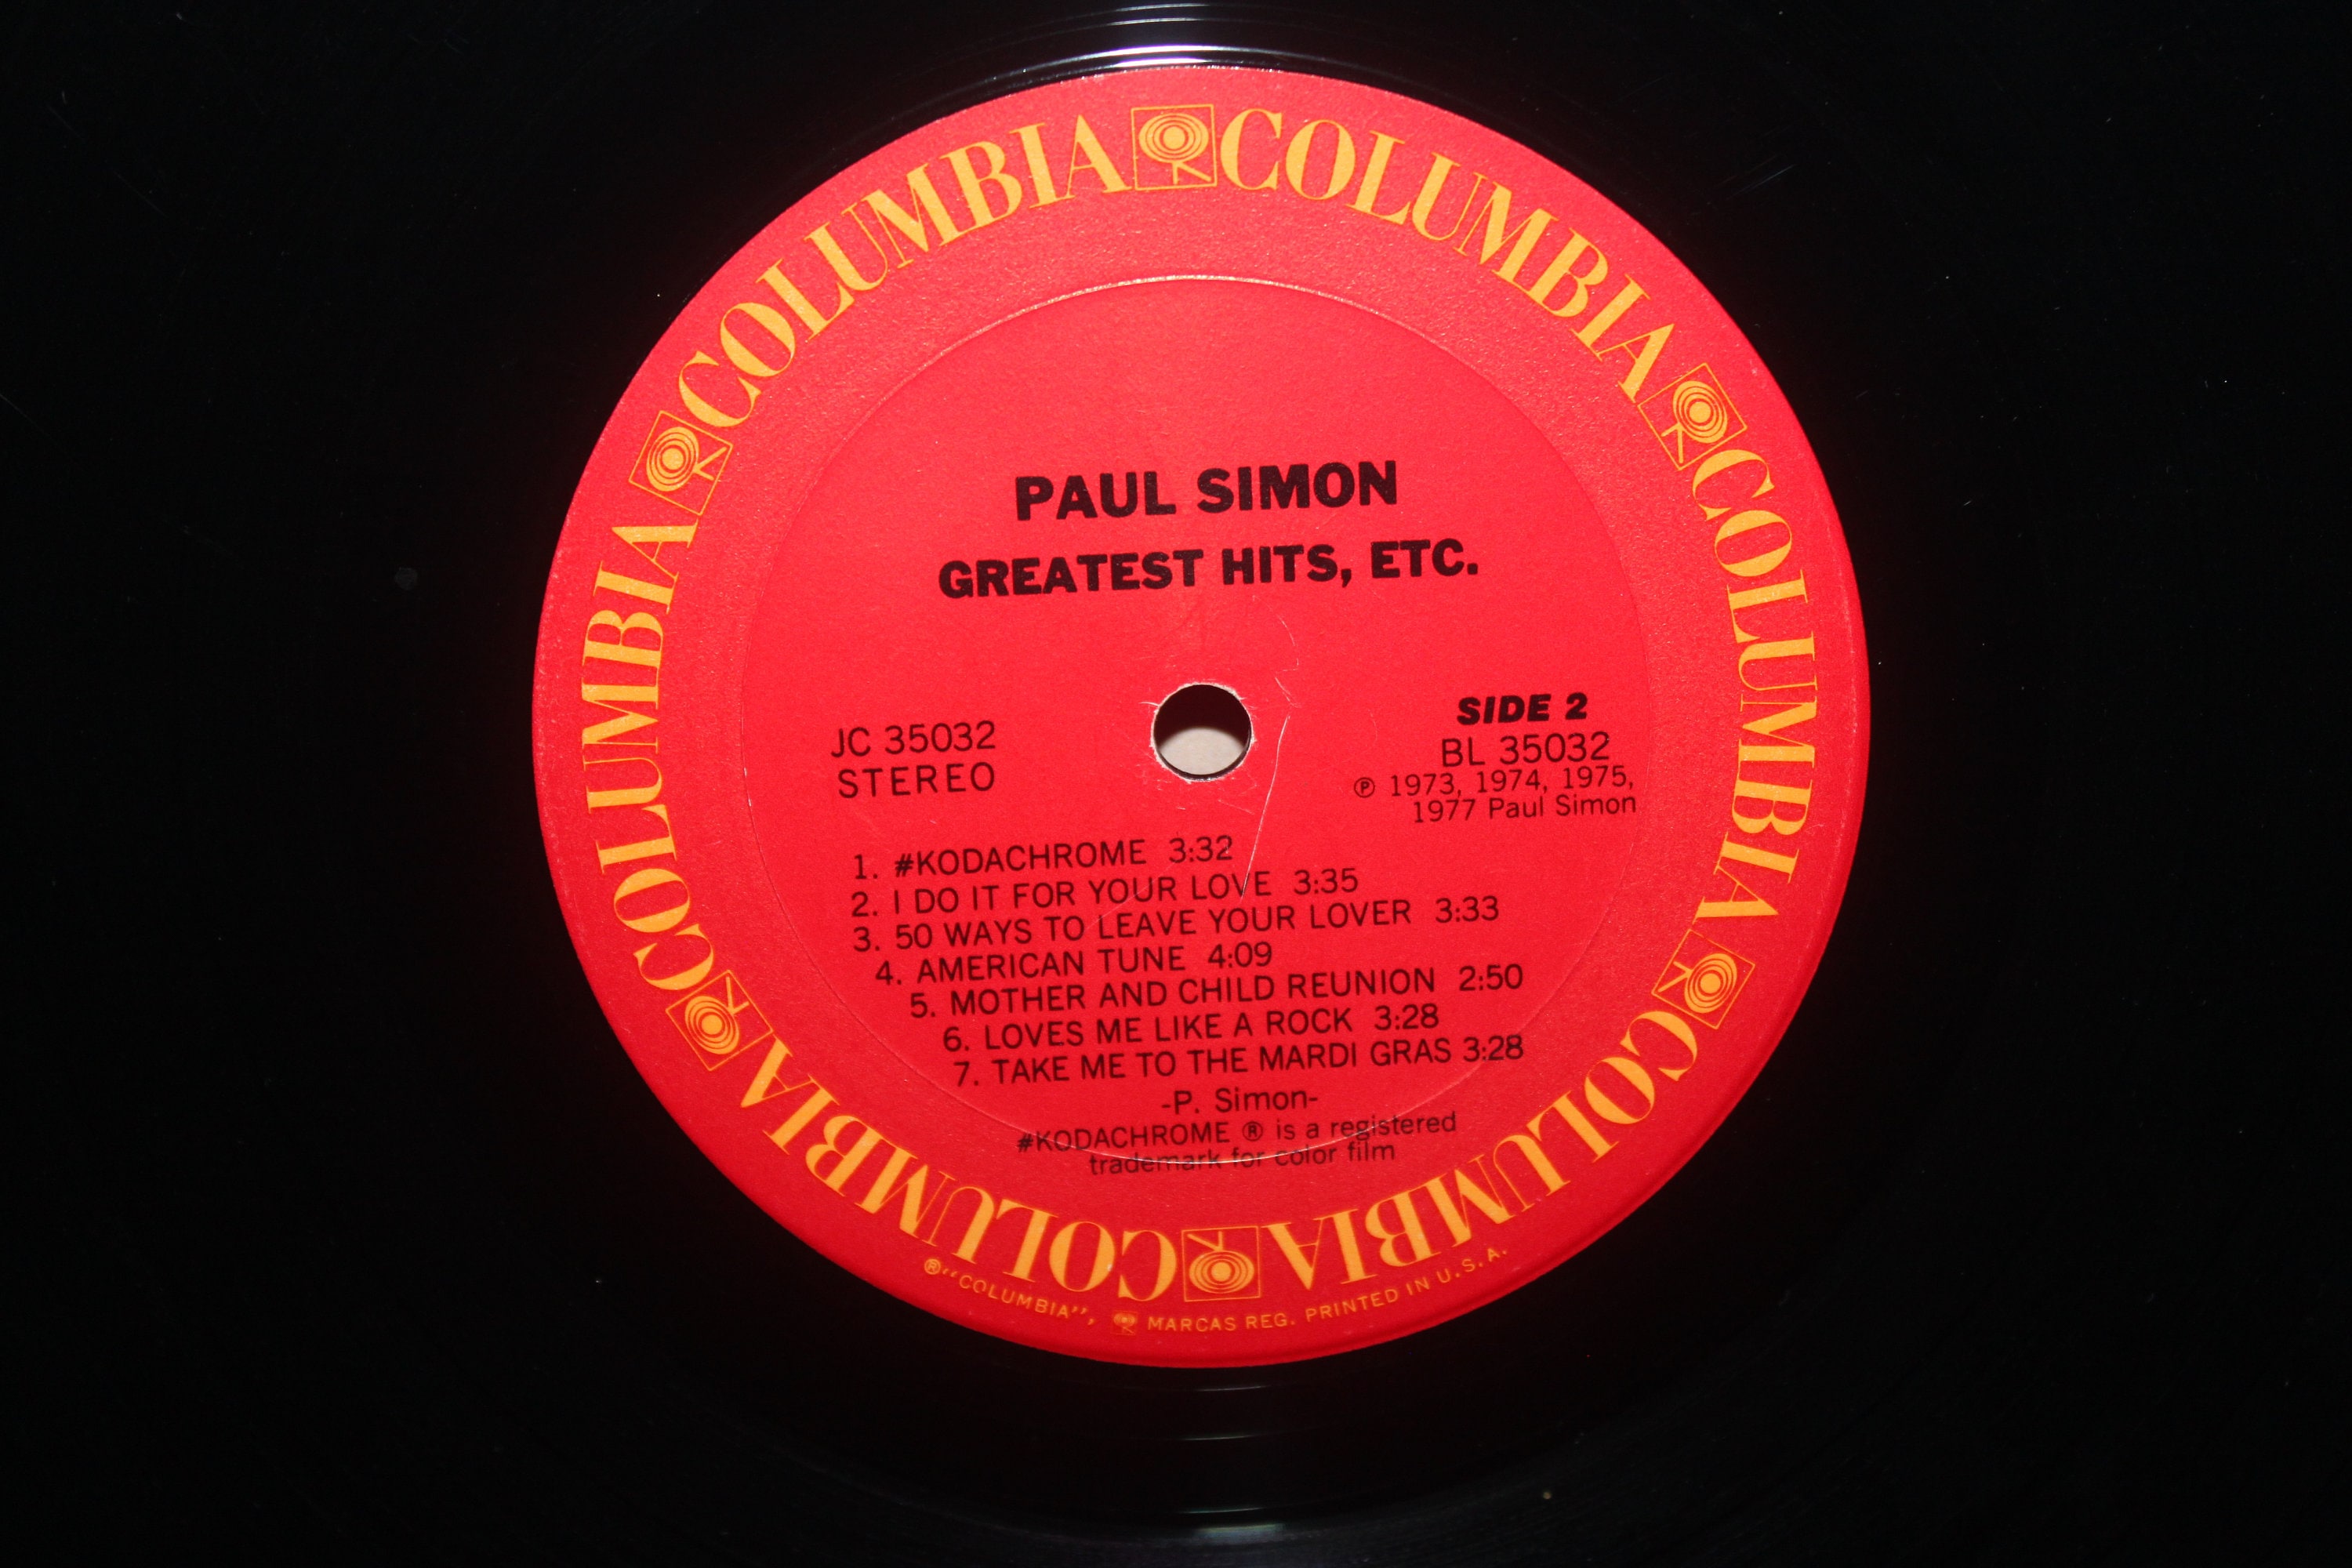 COLUMBIA COLUMBIA COLUMBIA COLUMBIA COLUMBIA COLUMBIA
PAUL SIMON
GREATEST HITS, ETC.
JC 35032
STEREO
SIDE 2
BL 35032
℗ 1973, 1974, 1975,
1977 Paul Simon
1. #KODACHROME 3:32
2. I DO IT FOR YOUR LOVE 3:35
3. 50 WAYS TO LEAVE YOUR LOVER 3:33
4. AMERICAN TUNE 4:09
5. MOTHER AND CHILD REUNION 2:50
6. LOVES ME LIKE A ROCK 3:28
7. TAKE ME TO THE MARDI GRAS 3:28
-P. Simon-
#KODACHROME ® is a registered
trademark for color film
®"COLUMBIA", MARCAS REG. PRINTED IN U.S.A.